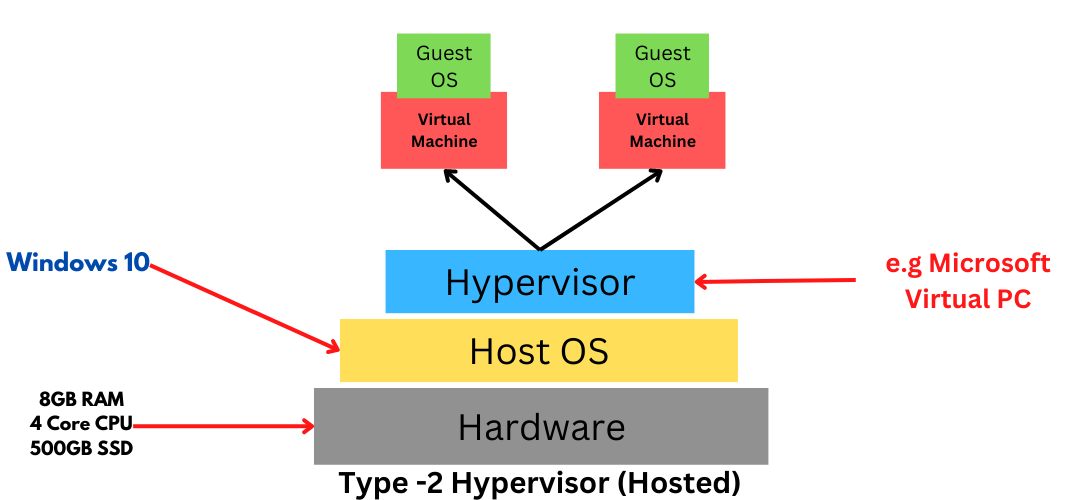 Guest
OS
Guest
OS
Virtual
Machine
Virtual
Machine
Windows 10
Hypervisor
e.g Microsoft
Virtual PC
Host OS
8GB RAM
4 Core CPU
500GB SSD
Hardware
Type -2 Hypervisor (Hosted)